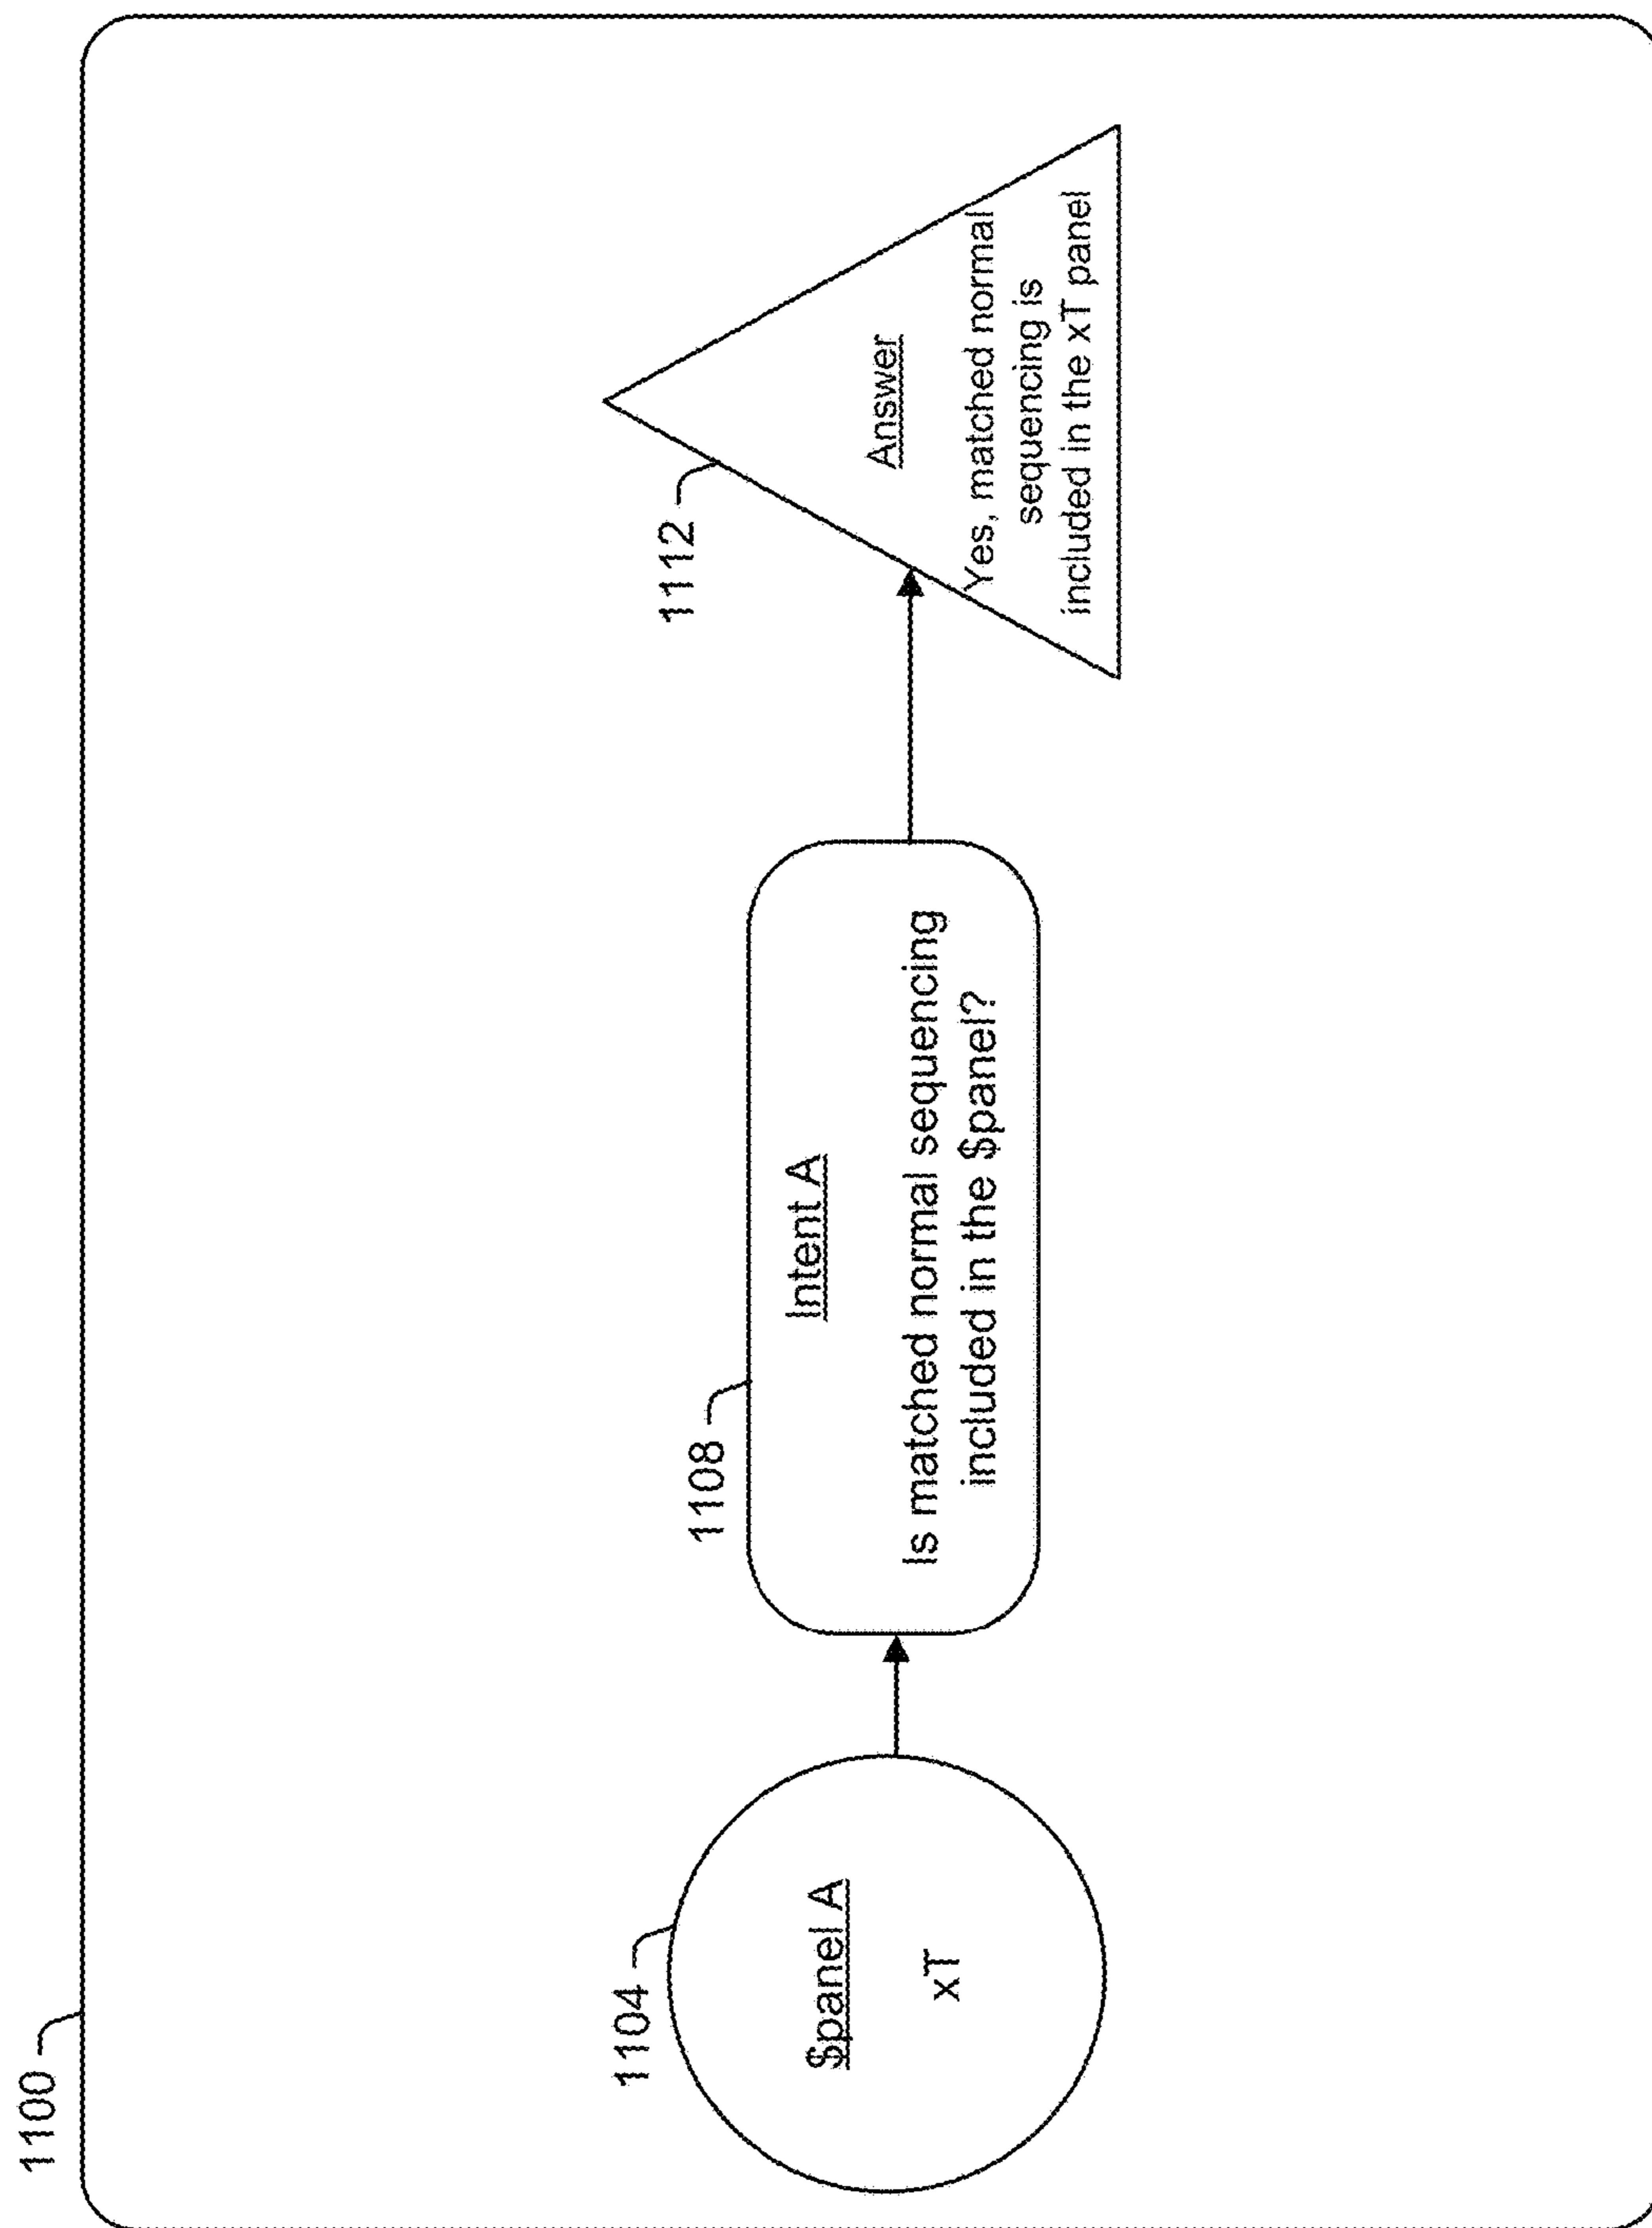 1100
1104
$panel A
xT
1108
Intent A
Is matched normal sequencing
included in the $panel?
1112
Answer
Yes, matched normal
sequencing is
included in the xT panel